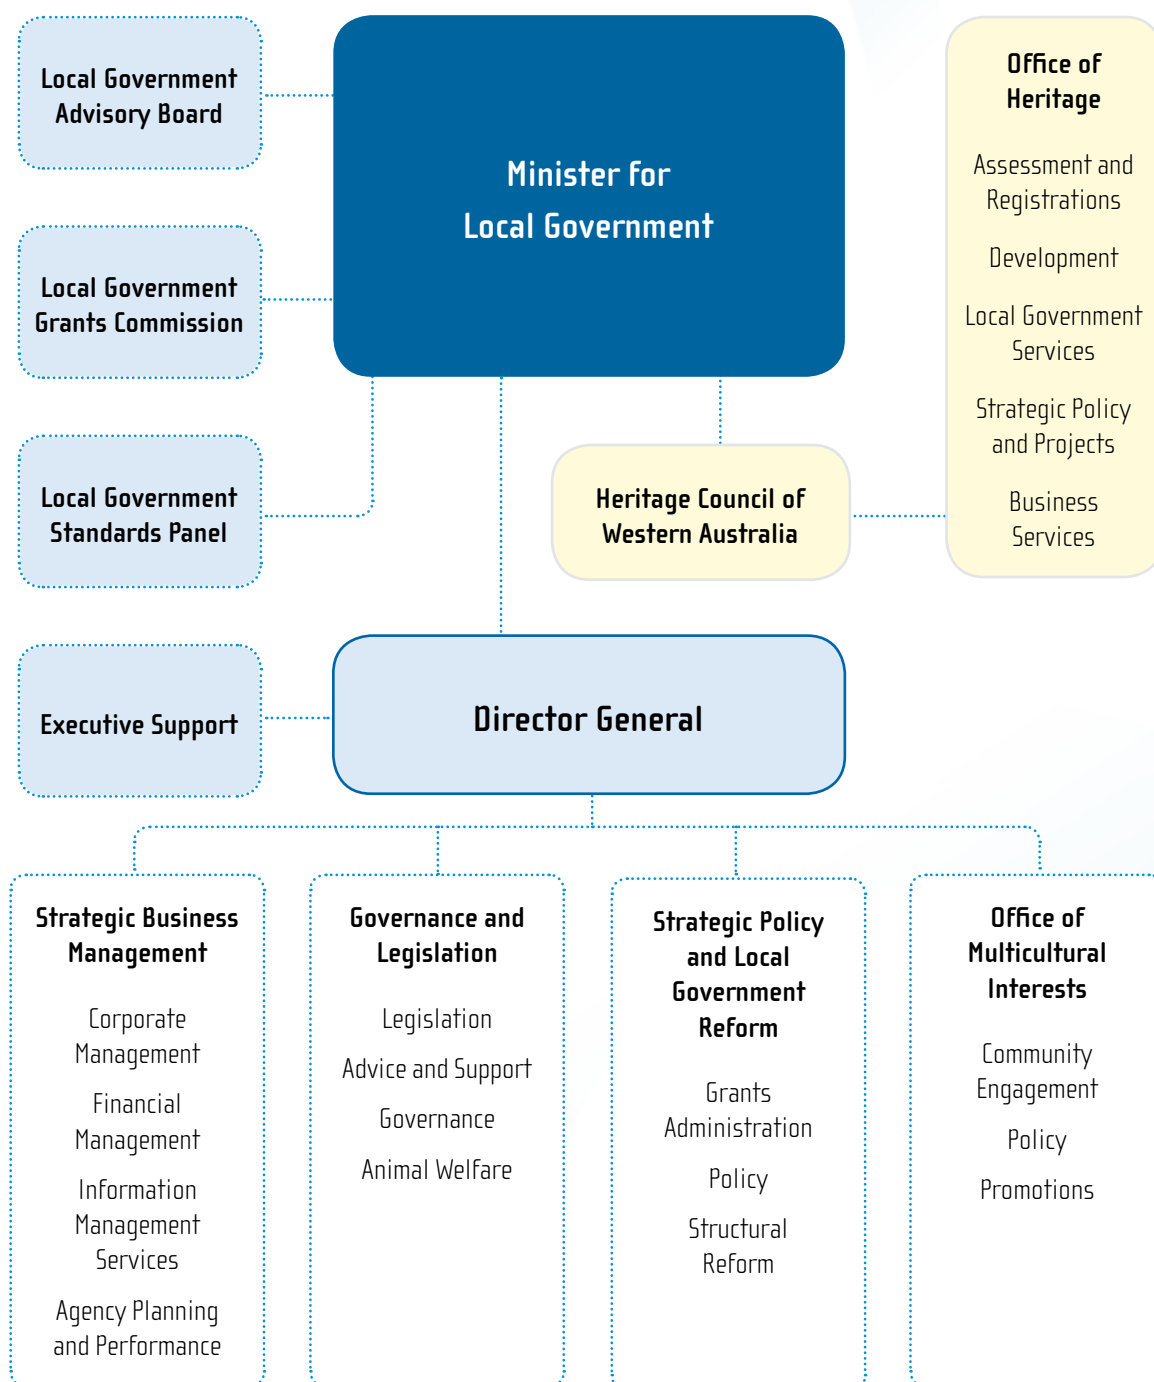 Local Government
Advisory Board
Minister for
Local Government
Office of
Heritage
Assessment and
Registrations
Development
Local Government
Services
Strategic Policy
and Projects
Business
Services
Local Government
Grants Commission
Local Government
Standards Panel
Heritage Council of
Western Australia
Executive Support
Director General
Strategic Business
Management
Corporate
Management
Financial
Management
Information
Management
Services
Agency Planning
and Performance
Governance and
Legislation
Legislation
Advice and Support
Governance
Animal Welfare
Strategic Policy
and Local
Government
Reform
Grants
Administration
Policy
Structural
Reform
Office of
Multicultural
Interests
Community
Engagement
Policy
Promotions